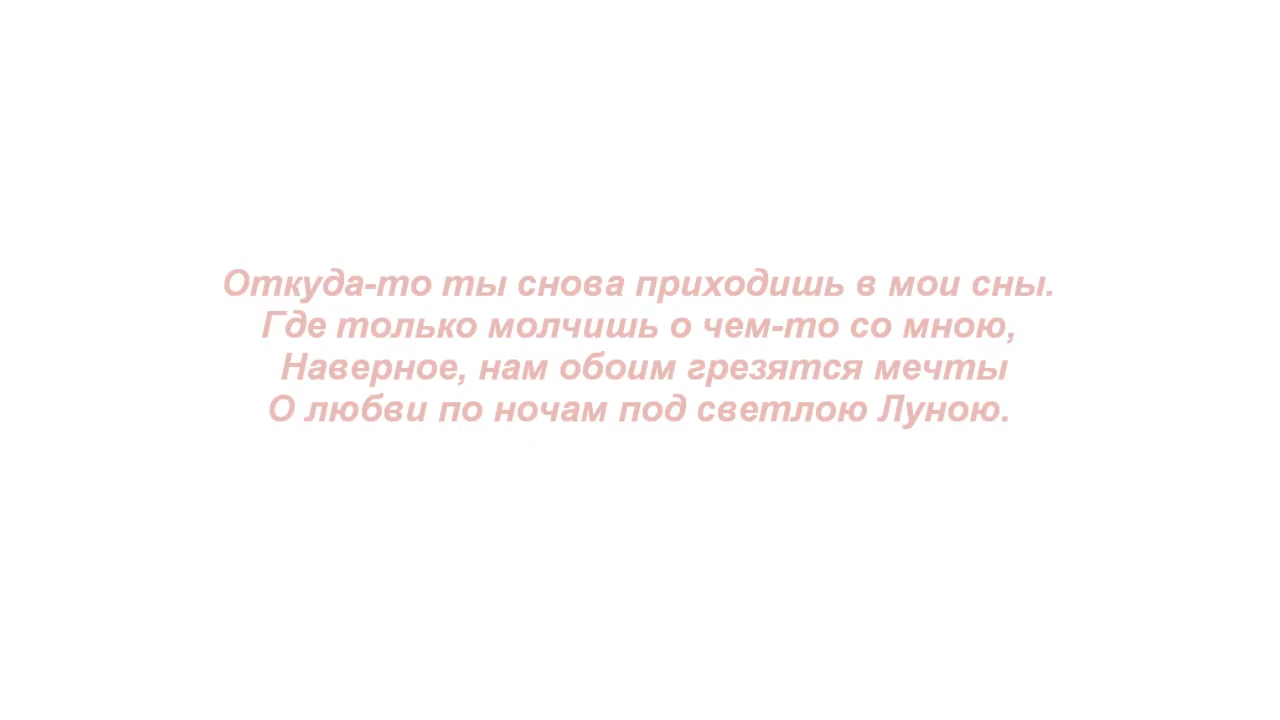 Откуда-то ты снова приходишь в мои сны.
Где только молчишь о чем-то со мною,
Наверное, нам обоим грезятся мечты
О любви по ночам под светлою Луною.